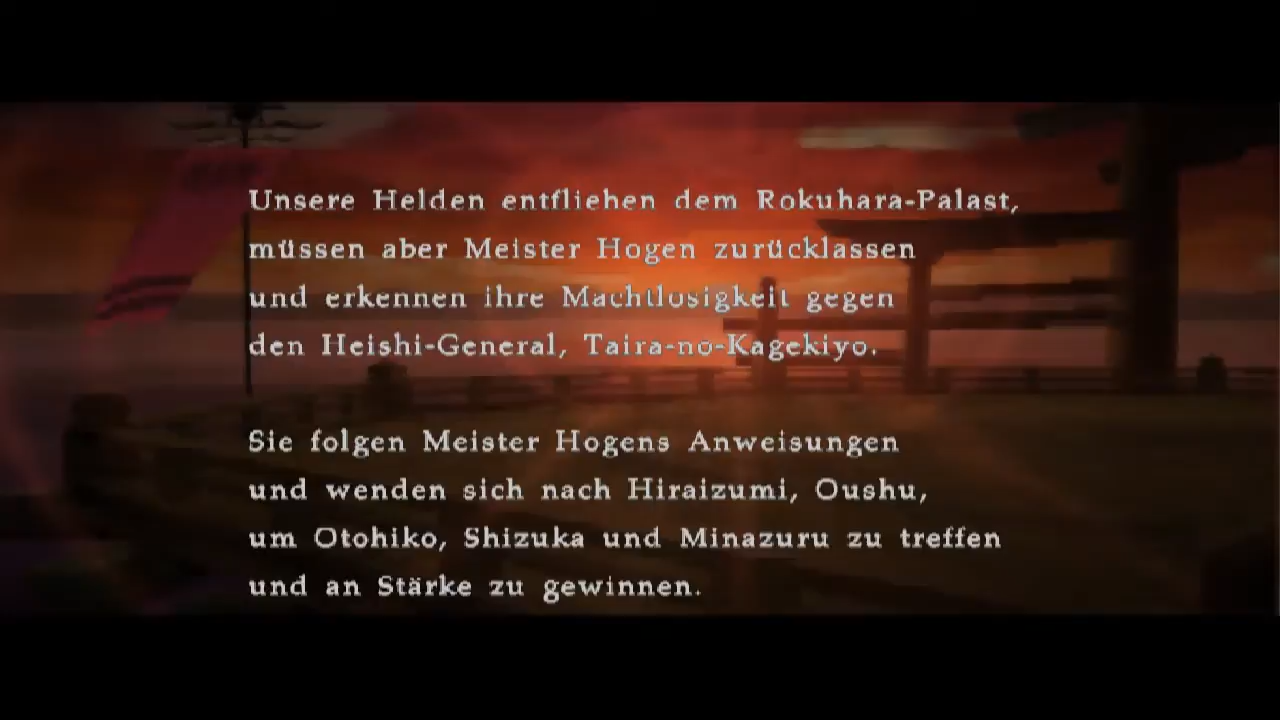 Unsere Helden entfliehen dem Rokuhara-Palast,
müssen aber Meister Hogen zurücklassen
und erkennen ihre Machtlosigkeit gegen
den Heishi-General, Taira-no-Kagekiyo.
Sie folgen Meister Hogens Anweisungen
und wenden sich nach Hiraizumi, Oushu,
um Otohiko, Shizuka und Minazuru zu treffen
und an Stärke zu gewinnen.